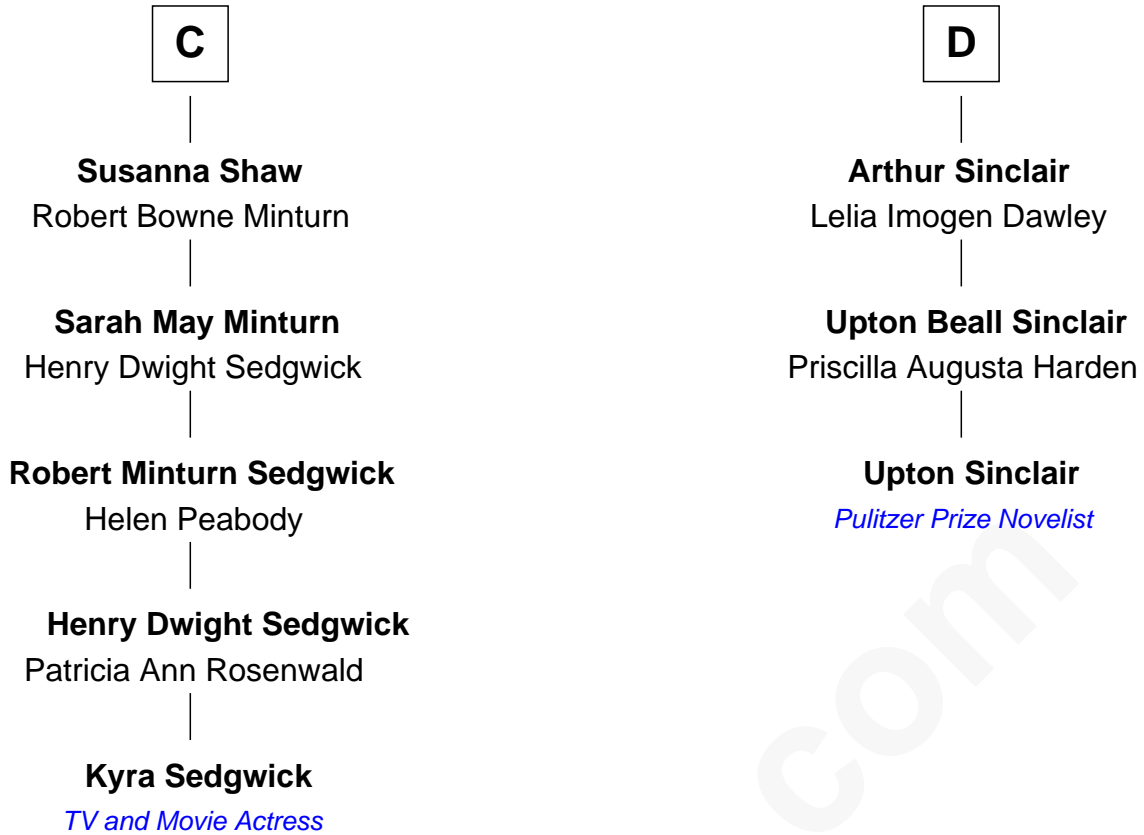 C
Susanna Shaw
Robert Bowne Minturn
Sarah May Minturn
Henry Dwight Sedgwick
Robert Minturn Sedgwick
Helen Peabody
Henry Dwight Sedgwick
Patricia Ann Rosenwald
Kyra Sedgwick
TV and Movie Actress
D
Arthur Sinclair
Lelia Imogen Dawley
Upton Beall Sinclair
Priscilla Augusta Harden
Upton Sinclair
Pulitzer Prize Novelist
com